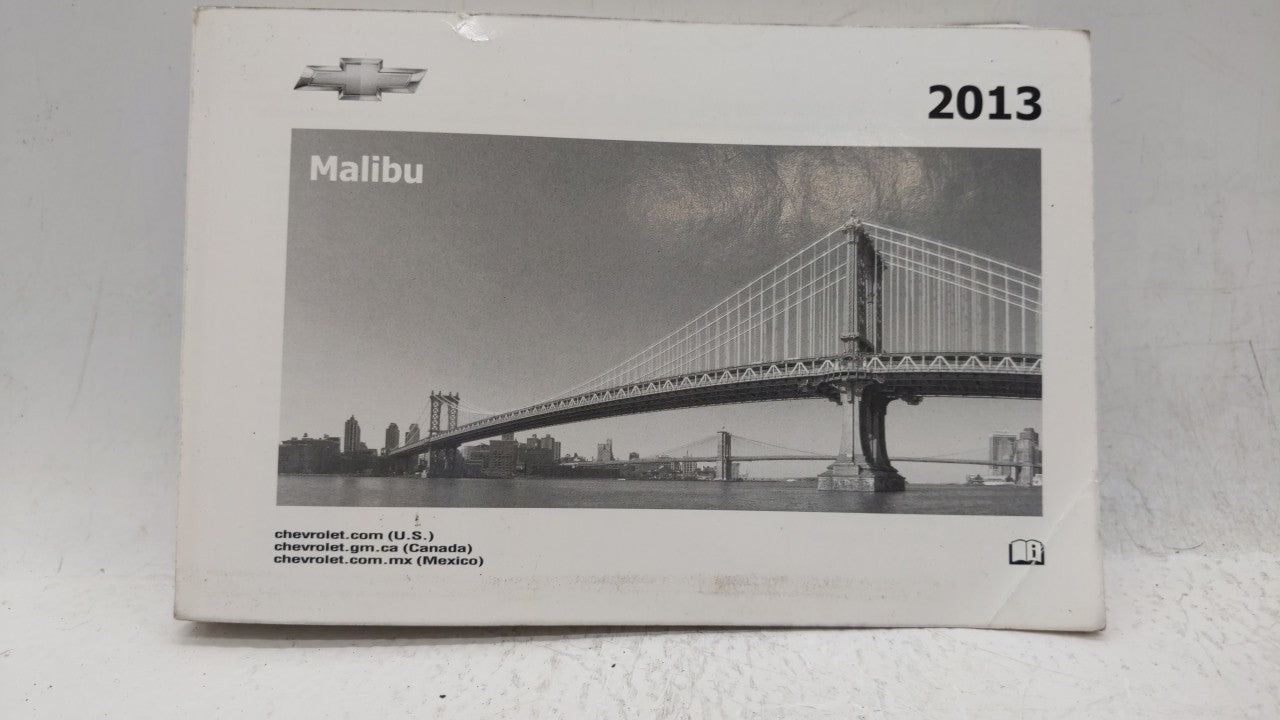 2013
Malibu
chevrolet.com (U.S.)
chevrolet.gm.ca (Canada)
chevrolet.com.mx (Mexico)
i